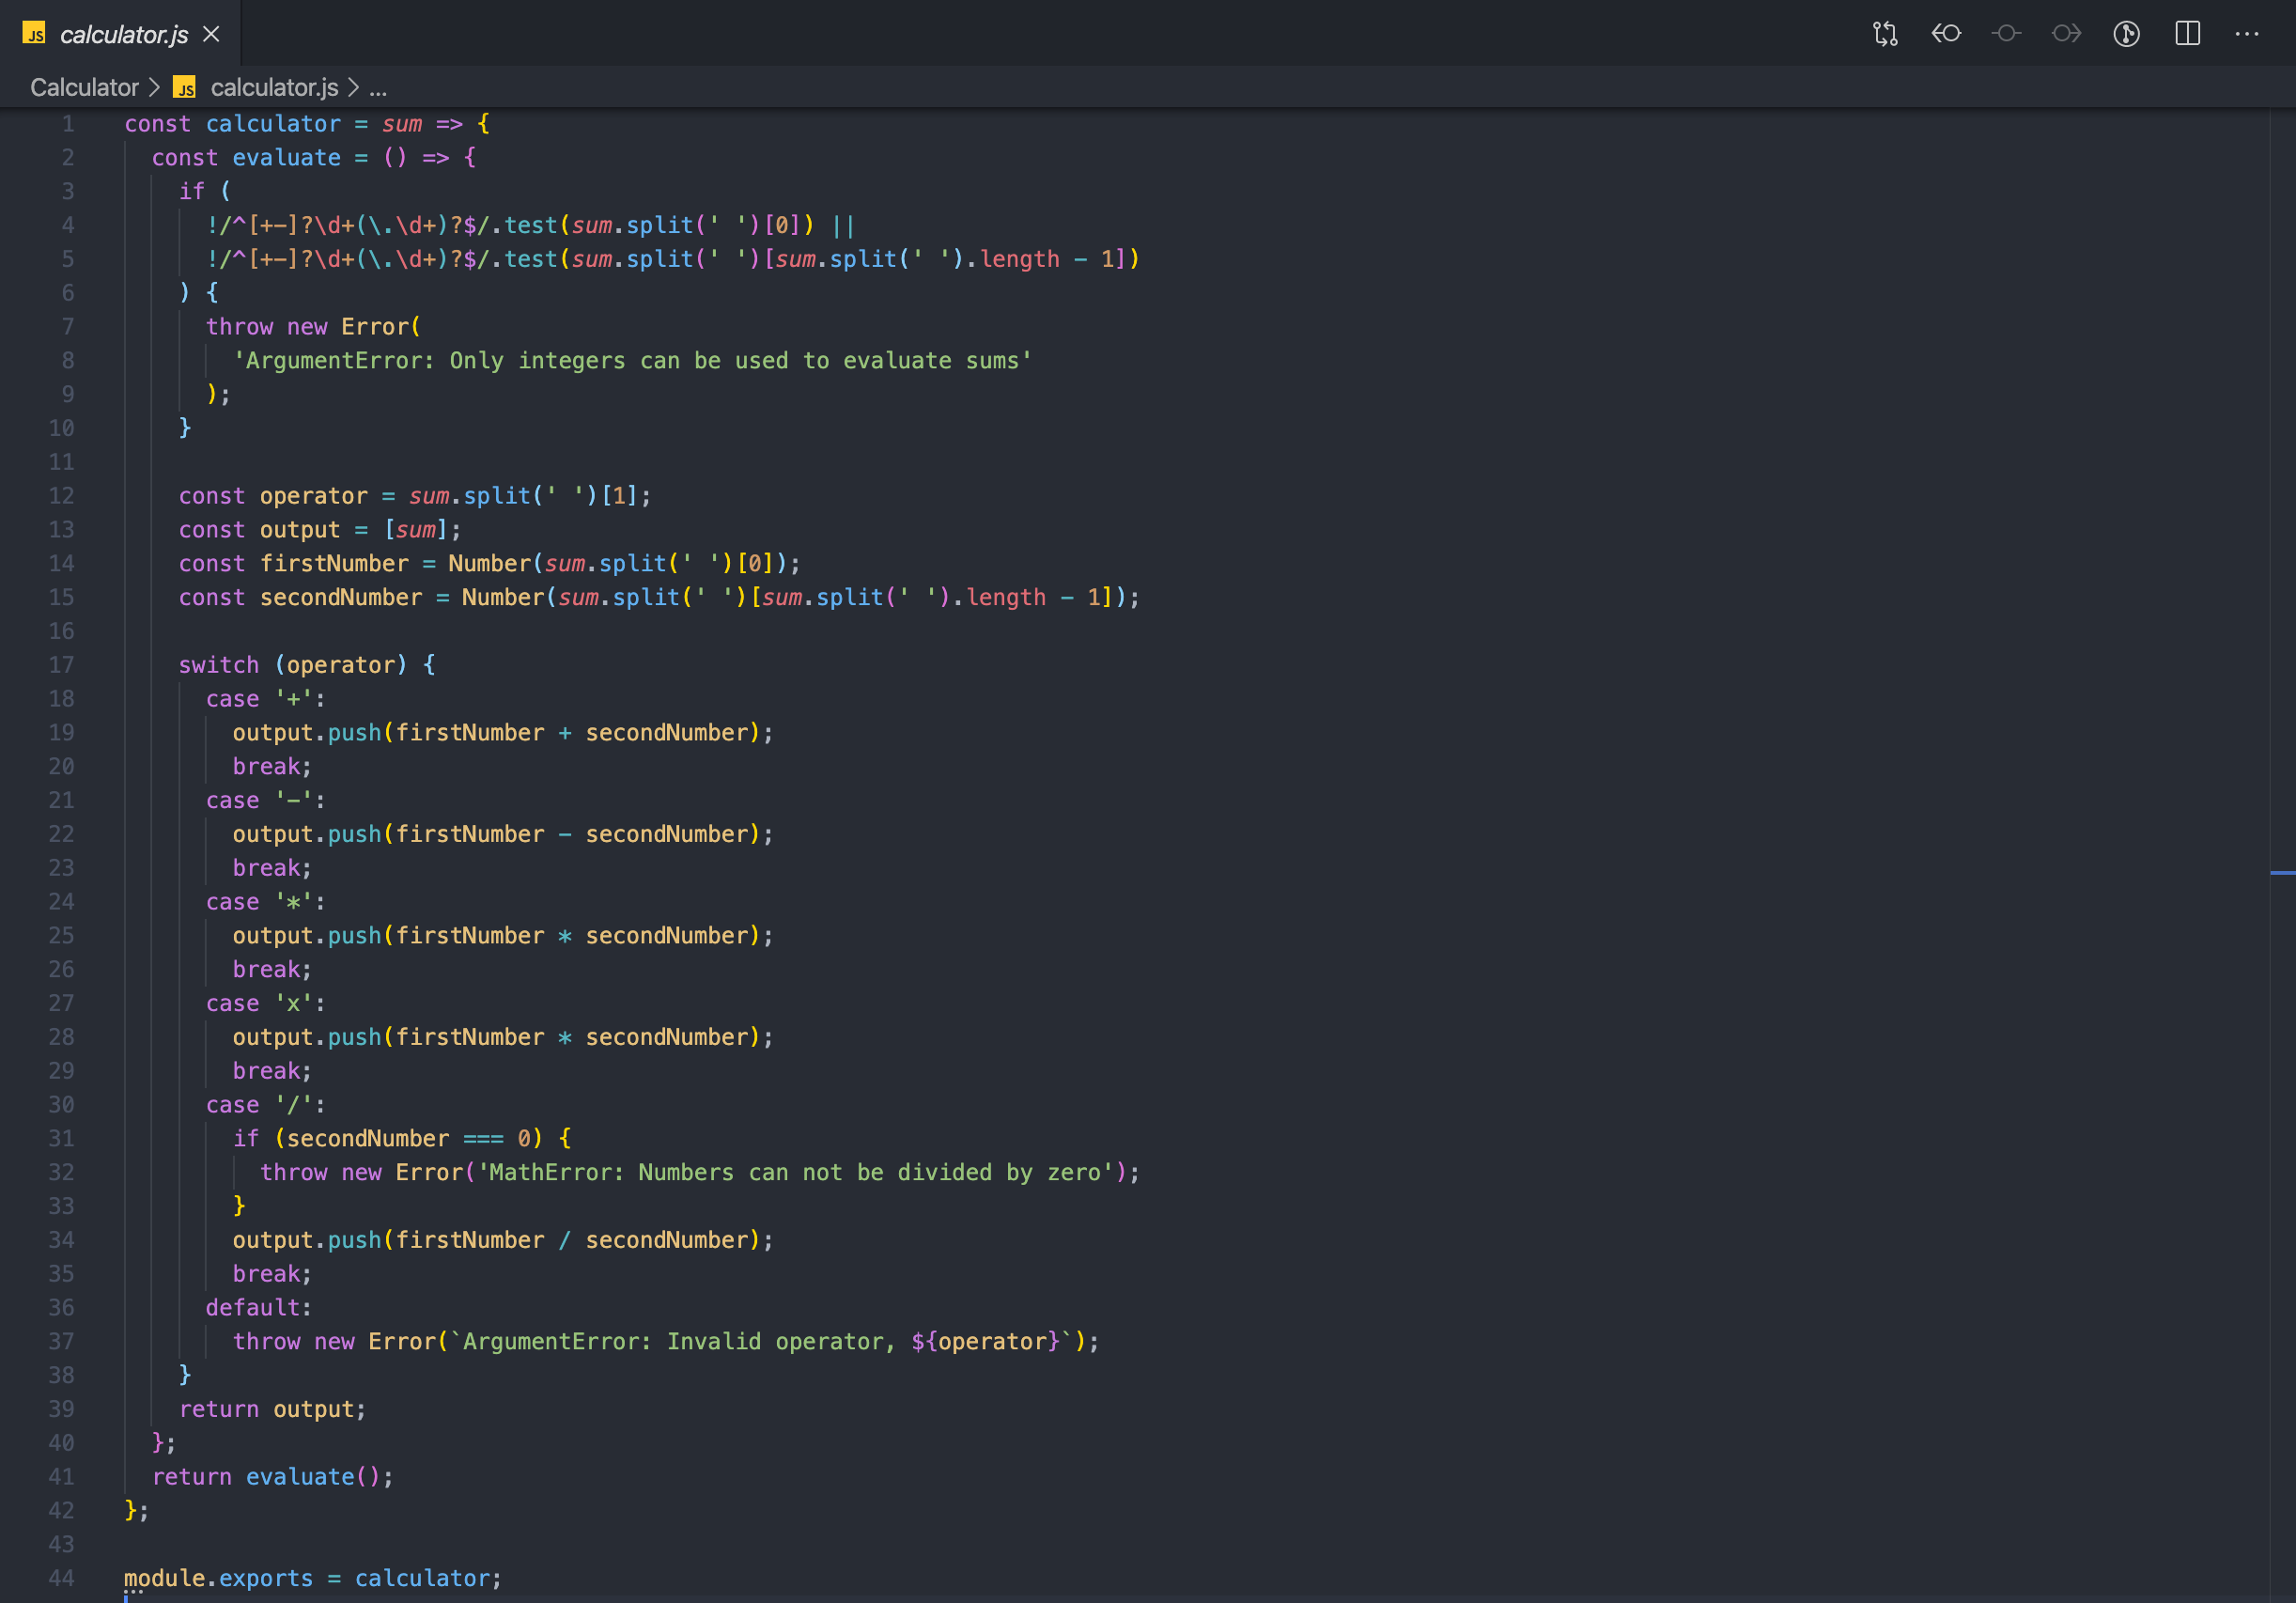 JS calculator.js
Calculator > JS calculator.js > ...
1 const calculator = sum => {
2   const evaluate = () => {
3     if (
4       !/^[+-]?\d+(\.\d+)?$/.test(sum.split(' ')[0]) ||
5       !/^[+-]?\d+(\.\d+)?$/.test(sum.split(' ')[sum.split(' ').length - 1])
6     ) {
7       throw new Error(
8         'ArgumentError: Only integers can be used to evaluate sums'
9       );
10     }
11
12     const operator = sum.split(' ')[1];
13     const output = [sum];
14     const firstNumber = Number(sum.split(' ')[0]);
15     const secondNumber = Number(sum.split(' ')[sum.split(' ').length - 1]);
16
17     switch (operator) {
18       case '+':
19         output.push(firstNumber + secondNumber);
20         break;
21       case '-':
22         output.push(firstNumber - secondNumber);
23         break;
24       case '*':
25         output.push(firstNumber * secondNumber);
26         break;
27       case 'x':
28         output.push(firstNumber * secondNumber);
29         break;
30       case '/':
31         if (secondNumber === 0) {
32           throw new Error('MathError: Numbers can not be divided by zero');
33         }
34         output.push(firstNumber / secondNumber);
35         break;
36       default:
37         throw new Error(`ArgumentError: Invalid operator, ${operator}`);
38     }
39     return output;
40   };
41   return evaluate();
42 };
43
44 module.exports = calculator;